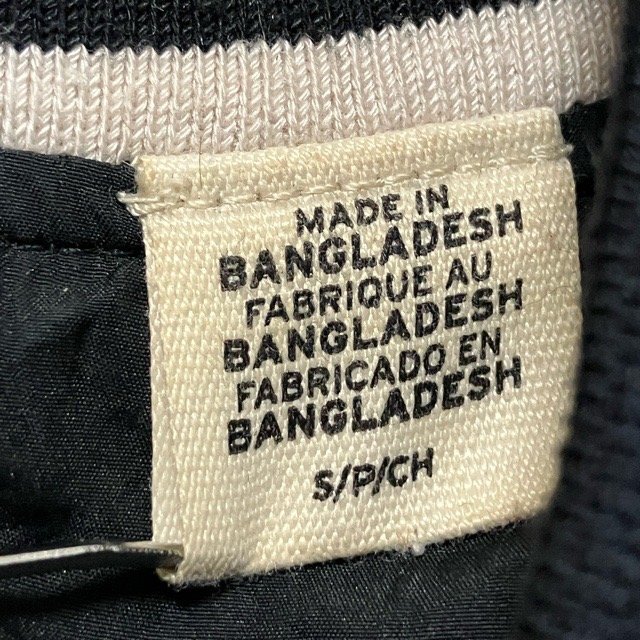 MADE IN
BANGLADESH
FABRIQUE AU
BANGLADESH
FABRICADO EN
BANGLADESH
S/P/CH